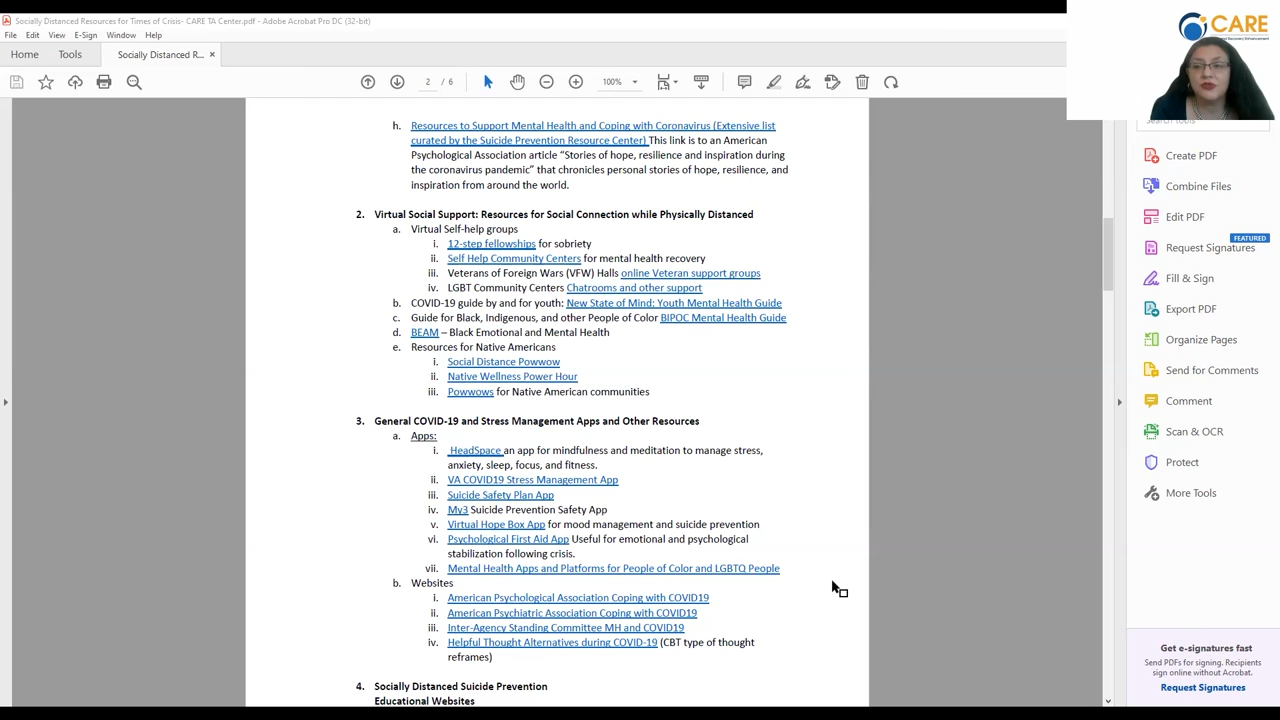 Socially Distanced Resources for Times of Crisis- CARE TA Center.pdf - Adobe Acrobat Pro DC (32-bit)
File Edit View E-Sign Window Help
Home Tools Socially Distanced R... ×
2 / 6 100%
CARE
h. Resources to Support Mental Health and Coping with Coronavirus (Extensive list
curated by the Suicide Prevention Resource Center) This link is to an American
Psychological Association article “Stories of hope, resilience and inspiration during
the coronavirus pandemic” that chronicles personal stories of hope, resilience, and
inspiration from around the world.
2. Virtual Social Support: Resources for Social Connection while Physically Distanced
a. Virtual Self-help groups
i. 12-step fellowships for sobriety
ii. Self Help Community Centers for mental health recovery
iii. Veterans of Foreign Wars (VFW) Halls online Veteran support groups
iv. LGBT Community Centers Chatrooms and other support
b. COVID-19 guide by and for youth: New State of Mind: Youth Mental Health Guide
c. Guide for Black, Indigenous, and other People of Color BIPOC Mental Health Guide
d. BEAM – Black Emotional and Mental Health
e. Resources for Native Americans
i. Social Distance Powwow
ii. Native Wellness Power Hour
iii. Powwows for Native American communities
3. General COVID-19 and Stress Management Apps and Other Resources
a. Apps:
i. HeadSpace an app for mindfulness and meditation to manage stress,
anxiety, sleep, focus, and fitness.
ii. VA COVID19 Stress Management App
iii. Suicide Safety Plan App
iv. My3 Suicide Prevention Safety App
v. Virtual Hope Box App for mood management and suicide prevention
vi. Psychological First Aid App Useful for emotional and psychological
stabilization following crisis.
vii. Mental Health Apps and Platforms for People of Color and LGBTQ People
b. Websites
i. American Psychological Association Coping with COVID19
ii. American Psychiatric Association Coping with COVID19
iii. Inter-Agency Standing Committee MH and COVID19
iv. Helpful Thought Alternatives during COVID-19 (CBT type of thought
reframes)
4. Socially Distanced Suicide Prevention
Educational Websites
Create PDF
Combine Files
Edit PDF
FEATURED
Request Signatures
Fill & Sign
Export PDF
Organize Pages
Send for Comments
Comment
Scan & OCR
Protect
More Tools
Get e-signatures fast
Send PDFs for signing. Recipients
sign online without Acrobat.
Request Signatures